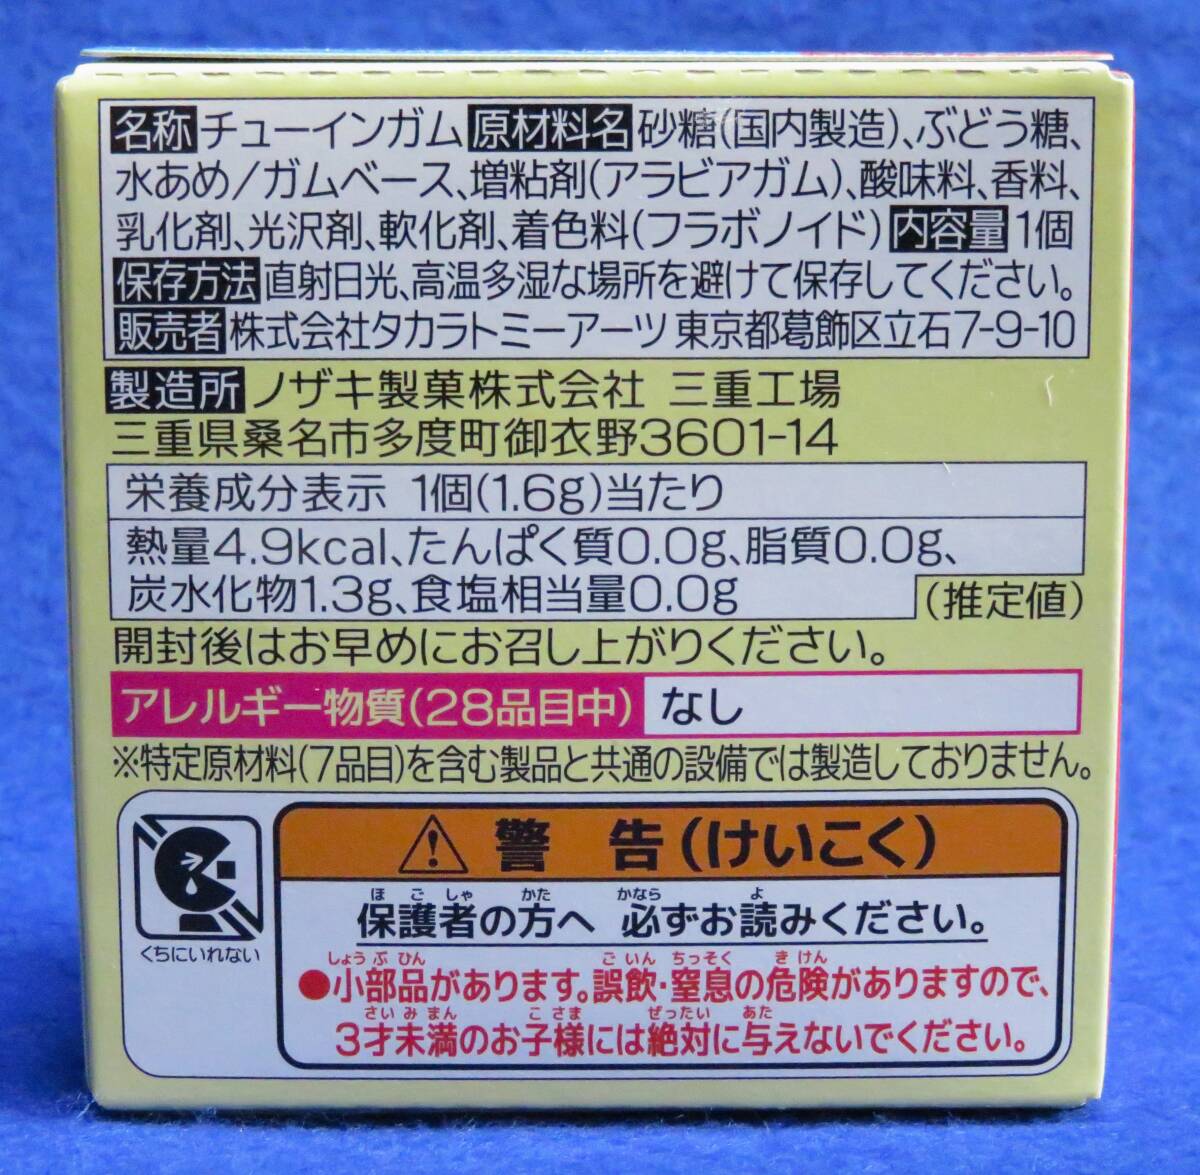 名称 チューインガム 原材料名 砂糖(国内製造)、ぶどう糖、
水あめ/ガムベース、増粘剤(アラビアガム)、酸味料、香料、
乳化剤、光沢剤、軟化剤、着色料(フラボノイド) 内容量 1個
保存方法 直射日光、高温多湿な場所を避けて保存してください。
販売者 株式会社タカラトミーアーツ 東京都葛飾区立石7-9-10
製造所 ノザキ製菓株式会社 三重工場
三重県桑名市多度町御衣野3601-14
栄養成分表示 1個(1.6g)当たり
熱量4.9kcal、たんぱく質0.0g、脂質0.0g、
炭水化物1.3g、食塩相当量0.0g (推定値)
開封後はお早めにお召し上がりください。
アレルギー物質(28品目中) なし
※特定原材料(7品目)を含む製品と共通の設備では製造しておりません。
警告(けいこく)
ほごしゃ かた かなら よ
保護者の方へ 必ずお読みください。
くちにいれない
しょうぶひん ごいん ちっそく きけん
●小部品があります。誤飲・窒息の危険がありますので、
さいみまん こさま ぜったい あた
3才未満のお子様には絶対に与えないでください。